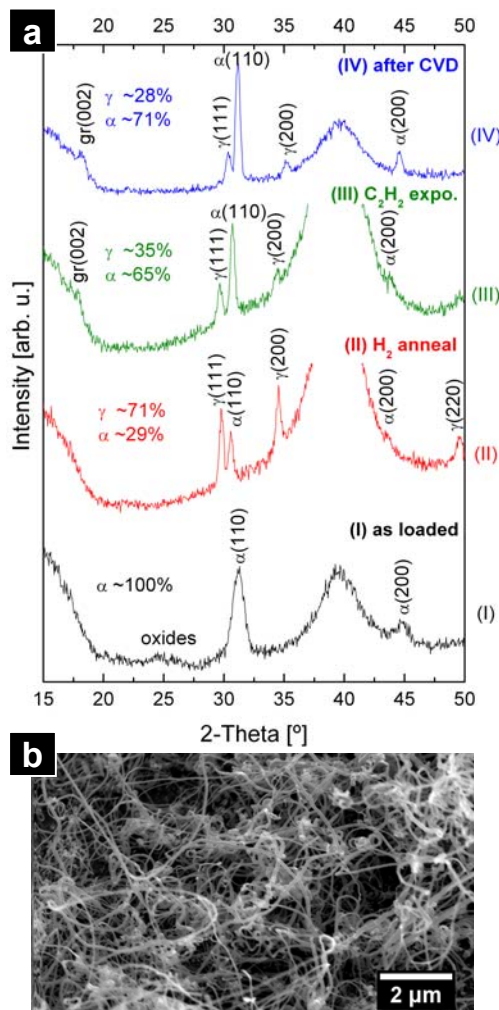 a
15 20 25 30 35 40 45 50
(IV) after CVD
γ ~28%
α ~71%
gr(002)
γ(111)
α(110)
γ(200)
α(200)
(IV)
(III) C₂H₂ expo.
γ ~35%
α ~65%
gr(002)
γ(111)
α(110)
γ(200)
α(200)
(III)
(II) H₂ anneal
γ ~71%
α ~29%
γ(111)
α(110)
γ(200)
α(200)
γ(220)
(II)
(I) as loaded
α ~100%
oxides
α(110)
α(200)
(I)
Intensity [arb. u.]
15 20 25 30 35 40 45 50
2-Theta [º]
b
2 µm